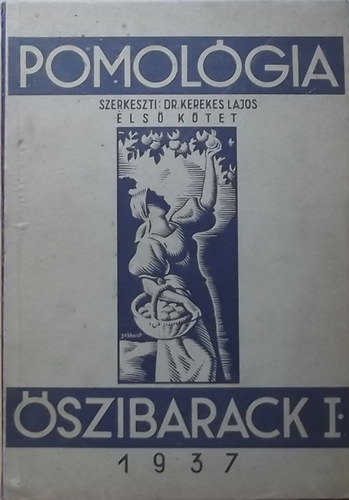 POMOLÓGIA
SZERKESZTI: DR. KEREKES LAJOS
ELSŐ KÖTET
ŐSZIBARACK I.
1937